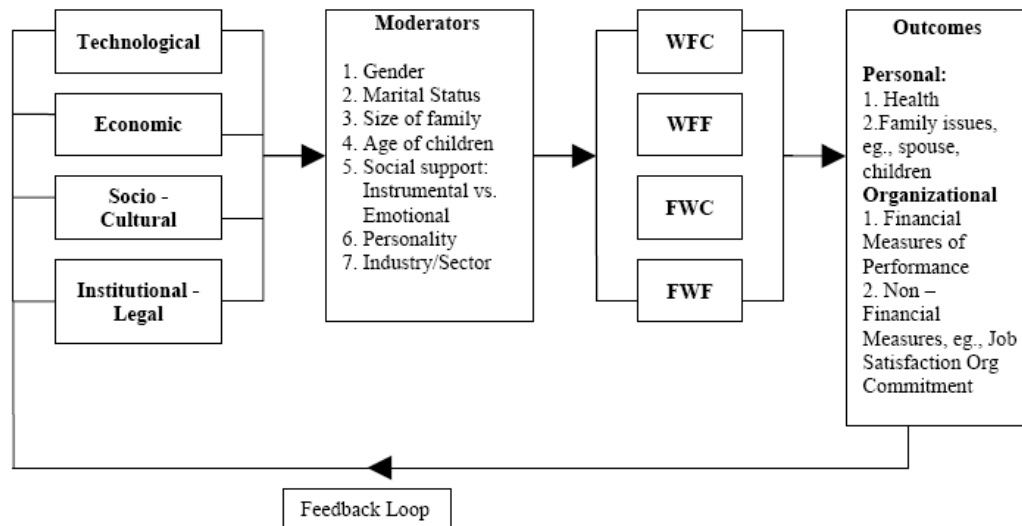 Technological
Economic
Socio -
Cultural
Institutional -
Legal
Moderators
1. Gender
2. Marital Status
3. Size of family
4. Age of children
5. Social support:
Instrumental vs.
Emotional
6. Personality
7. Industry/Sector
WFC
WFF
FWC
FWF
Outcomes
Personal:
1. Health
2.Family issues,
eg., spouse,
children
Organizational
1. Financial
Measures of
Performance
2. Non –
Financial
Measures, eg., Job
Satisfaction Org
Commitment
Feedback Loop